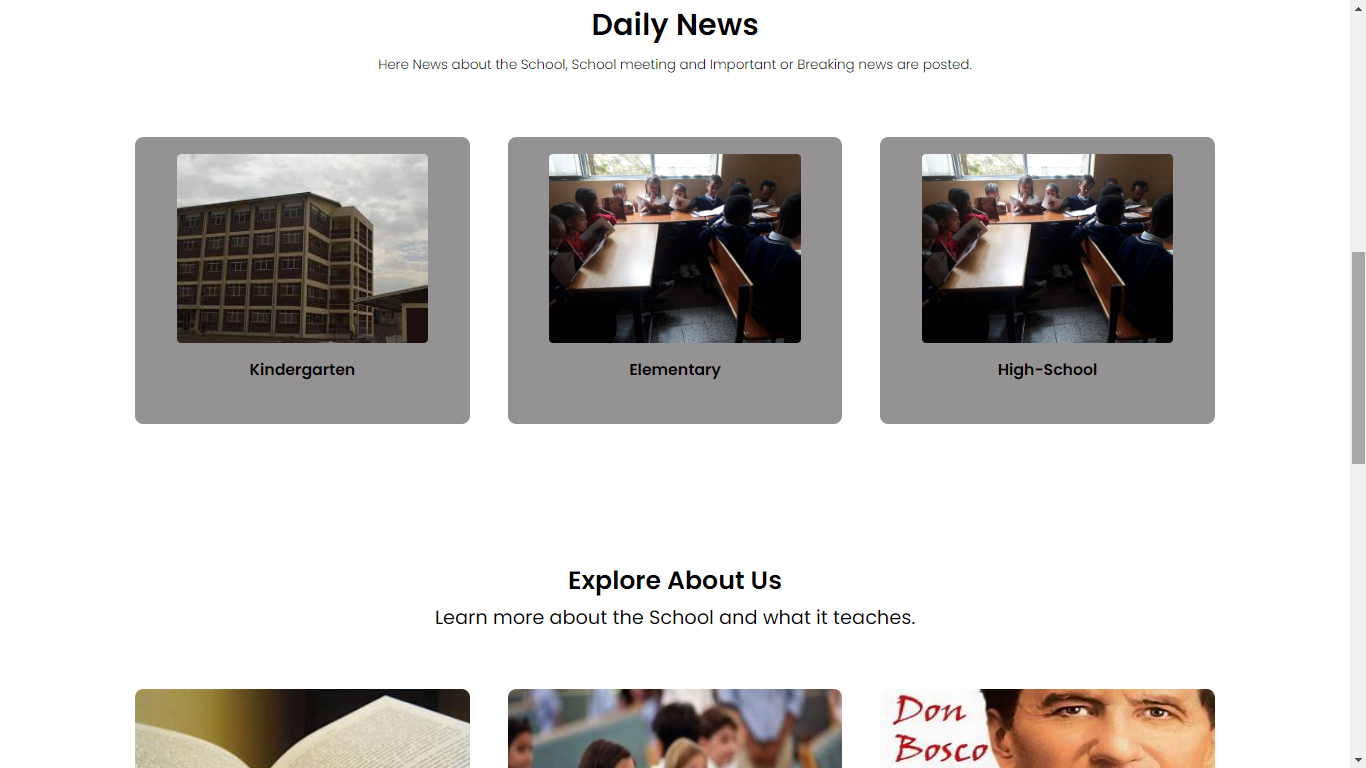 Daily News
Here News about the School, School meeting and Important or Breaking news are posted.
Kindergarten
Elementary
High-School
Explore About Us
Learn more about the School and what it teaches.
Don
Bosco